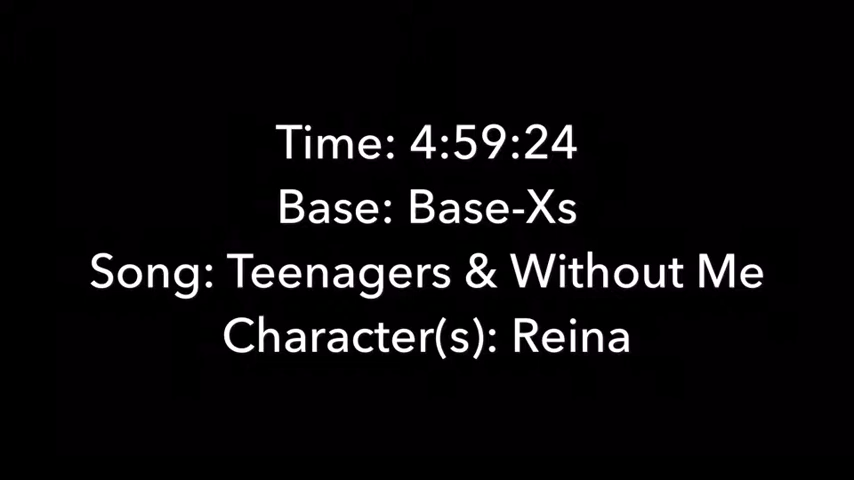 Time: 4:59:24
Base: Base-Xs
Song: Teenagers & Without Me
Character(s): Reina